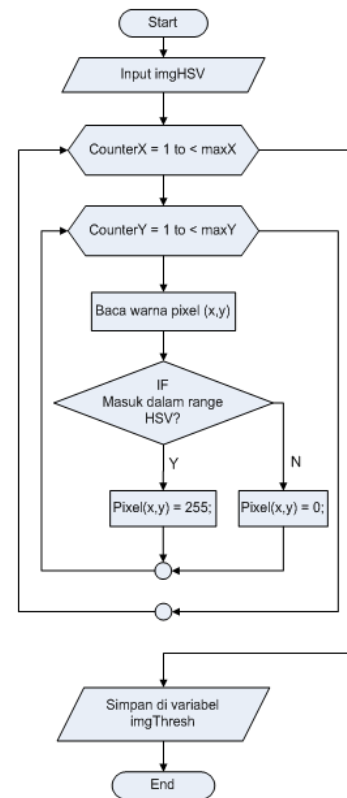 Start
Input imgHSV
CounterX = 1 to < maxX
CounterY = 1 to < maxY
Baca warna pixel (x,y)
IF
Masuk dalam range
HSV?
Y
N
Pixel(x,y) = 255;
Pixel(x,y) = 0;
Simpan di variabel
imgThresh
End